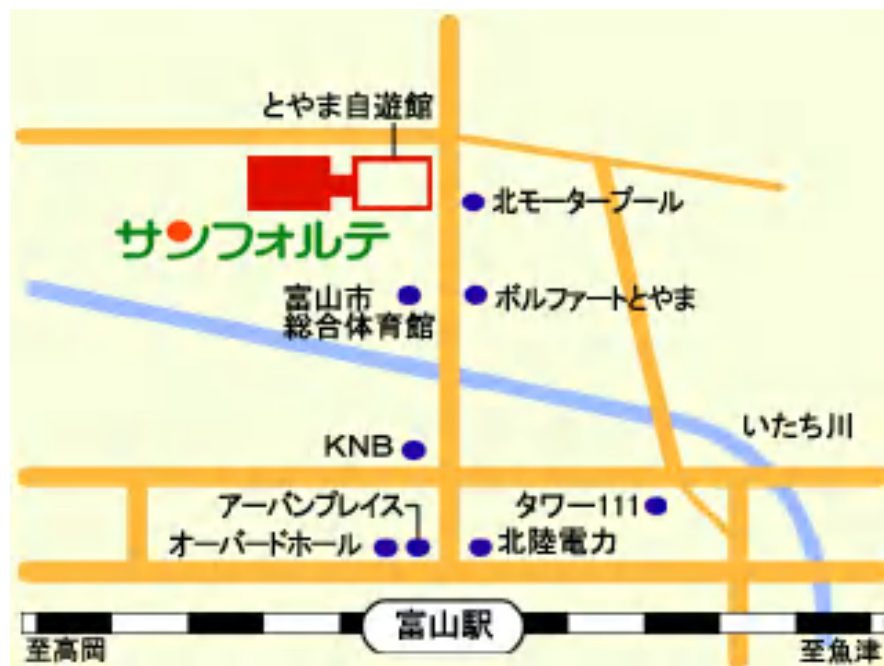 とやま自遊館
北モータープール
サンフォルテ
富山市
総合体育館
ボルファートとやま
いたち川
KNB
アーバンプレイス
タワー111
オーバードホール
北陸電力
富山駅
至高岡
至魚津